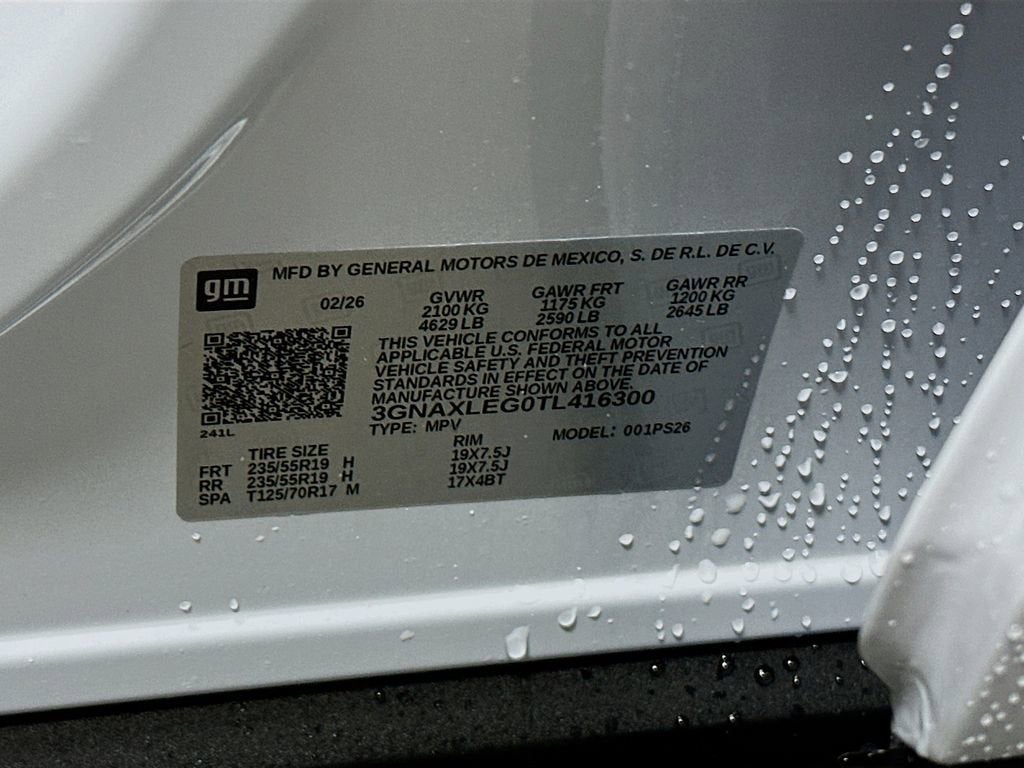 gm
MFD BY GENERAL MOTORS DE MEXICO, S. DE R.L. DE C.V.
02/26
GVWR
2100 KG
4629 LB
GAWR FRT
1175 KG
2590 LB
GAWR RR
1200 KG
2645 LB
THIS VEHICLE CONFORMS TO ALL
APPLICABLE U.S. FEDERAL MOTOR
VEHICLE SAFETY AND THEFT PREVENTION
STANDARDS IN EFFECT ON THE DATE OF
MANUFACTURE SHOWN ABOVE.
3GNAXLEG0TL416300
TYPE: MPV
MODEL: 001PS26
241L
TIRE SIZE
RIM
FRT 235/55R19 H 19X7.5J
RR 235/55R19 H 19X7.5J
SPA T125/70R17 M 17X4BT